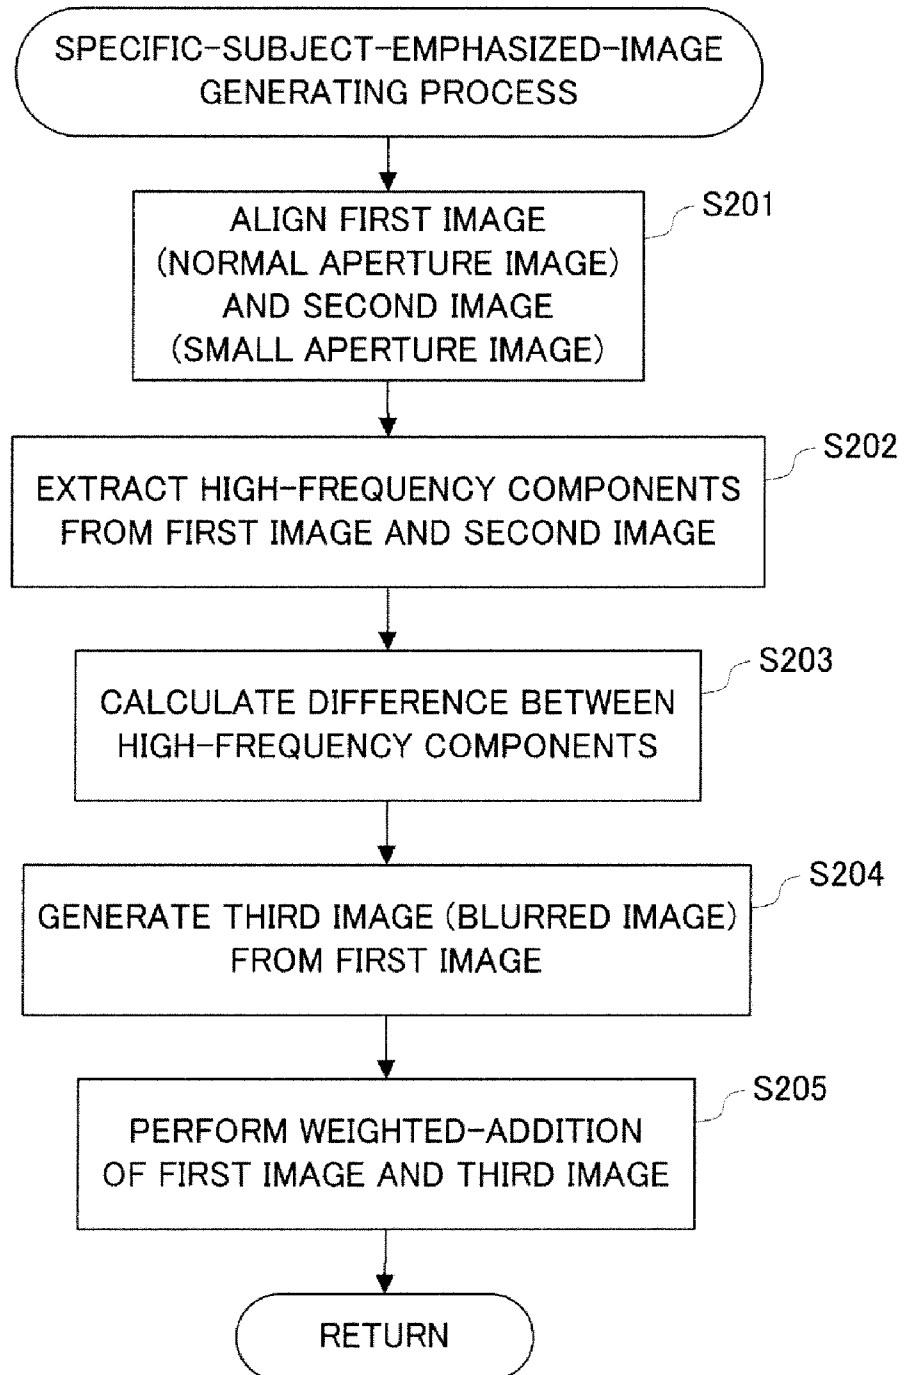 SPECIFIC-SUBJECT-EMPHASIZED-IMAGE
GENERATING PROCESS
S201
ALIGN FIRST IMAGE
(NORMAL APERTURE IMAGE)
AND SECOND IMAGE
(SMALL APERTURE IMAGE)
S202
EXTRACT HIGH-FREQUENCY COMPONENTS
FROM FIRST IMAGE AND SECOND IMAGE
S203
CALCULATE DIFFERENCE BETWEEN
HIGH-FREQUENCY COMPONENTS
S204
GENERATE THIRD IMAGE (BLURRED IMAGE)
FROM FIRST IMAGE
S205
PERFORM WEIGHTED-ADDITION
OF FIRST IMAGE AND THIRD IMAGE
RETURN